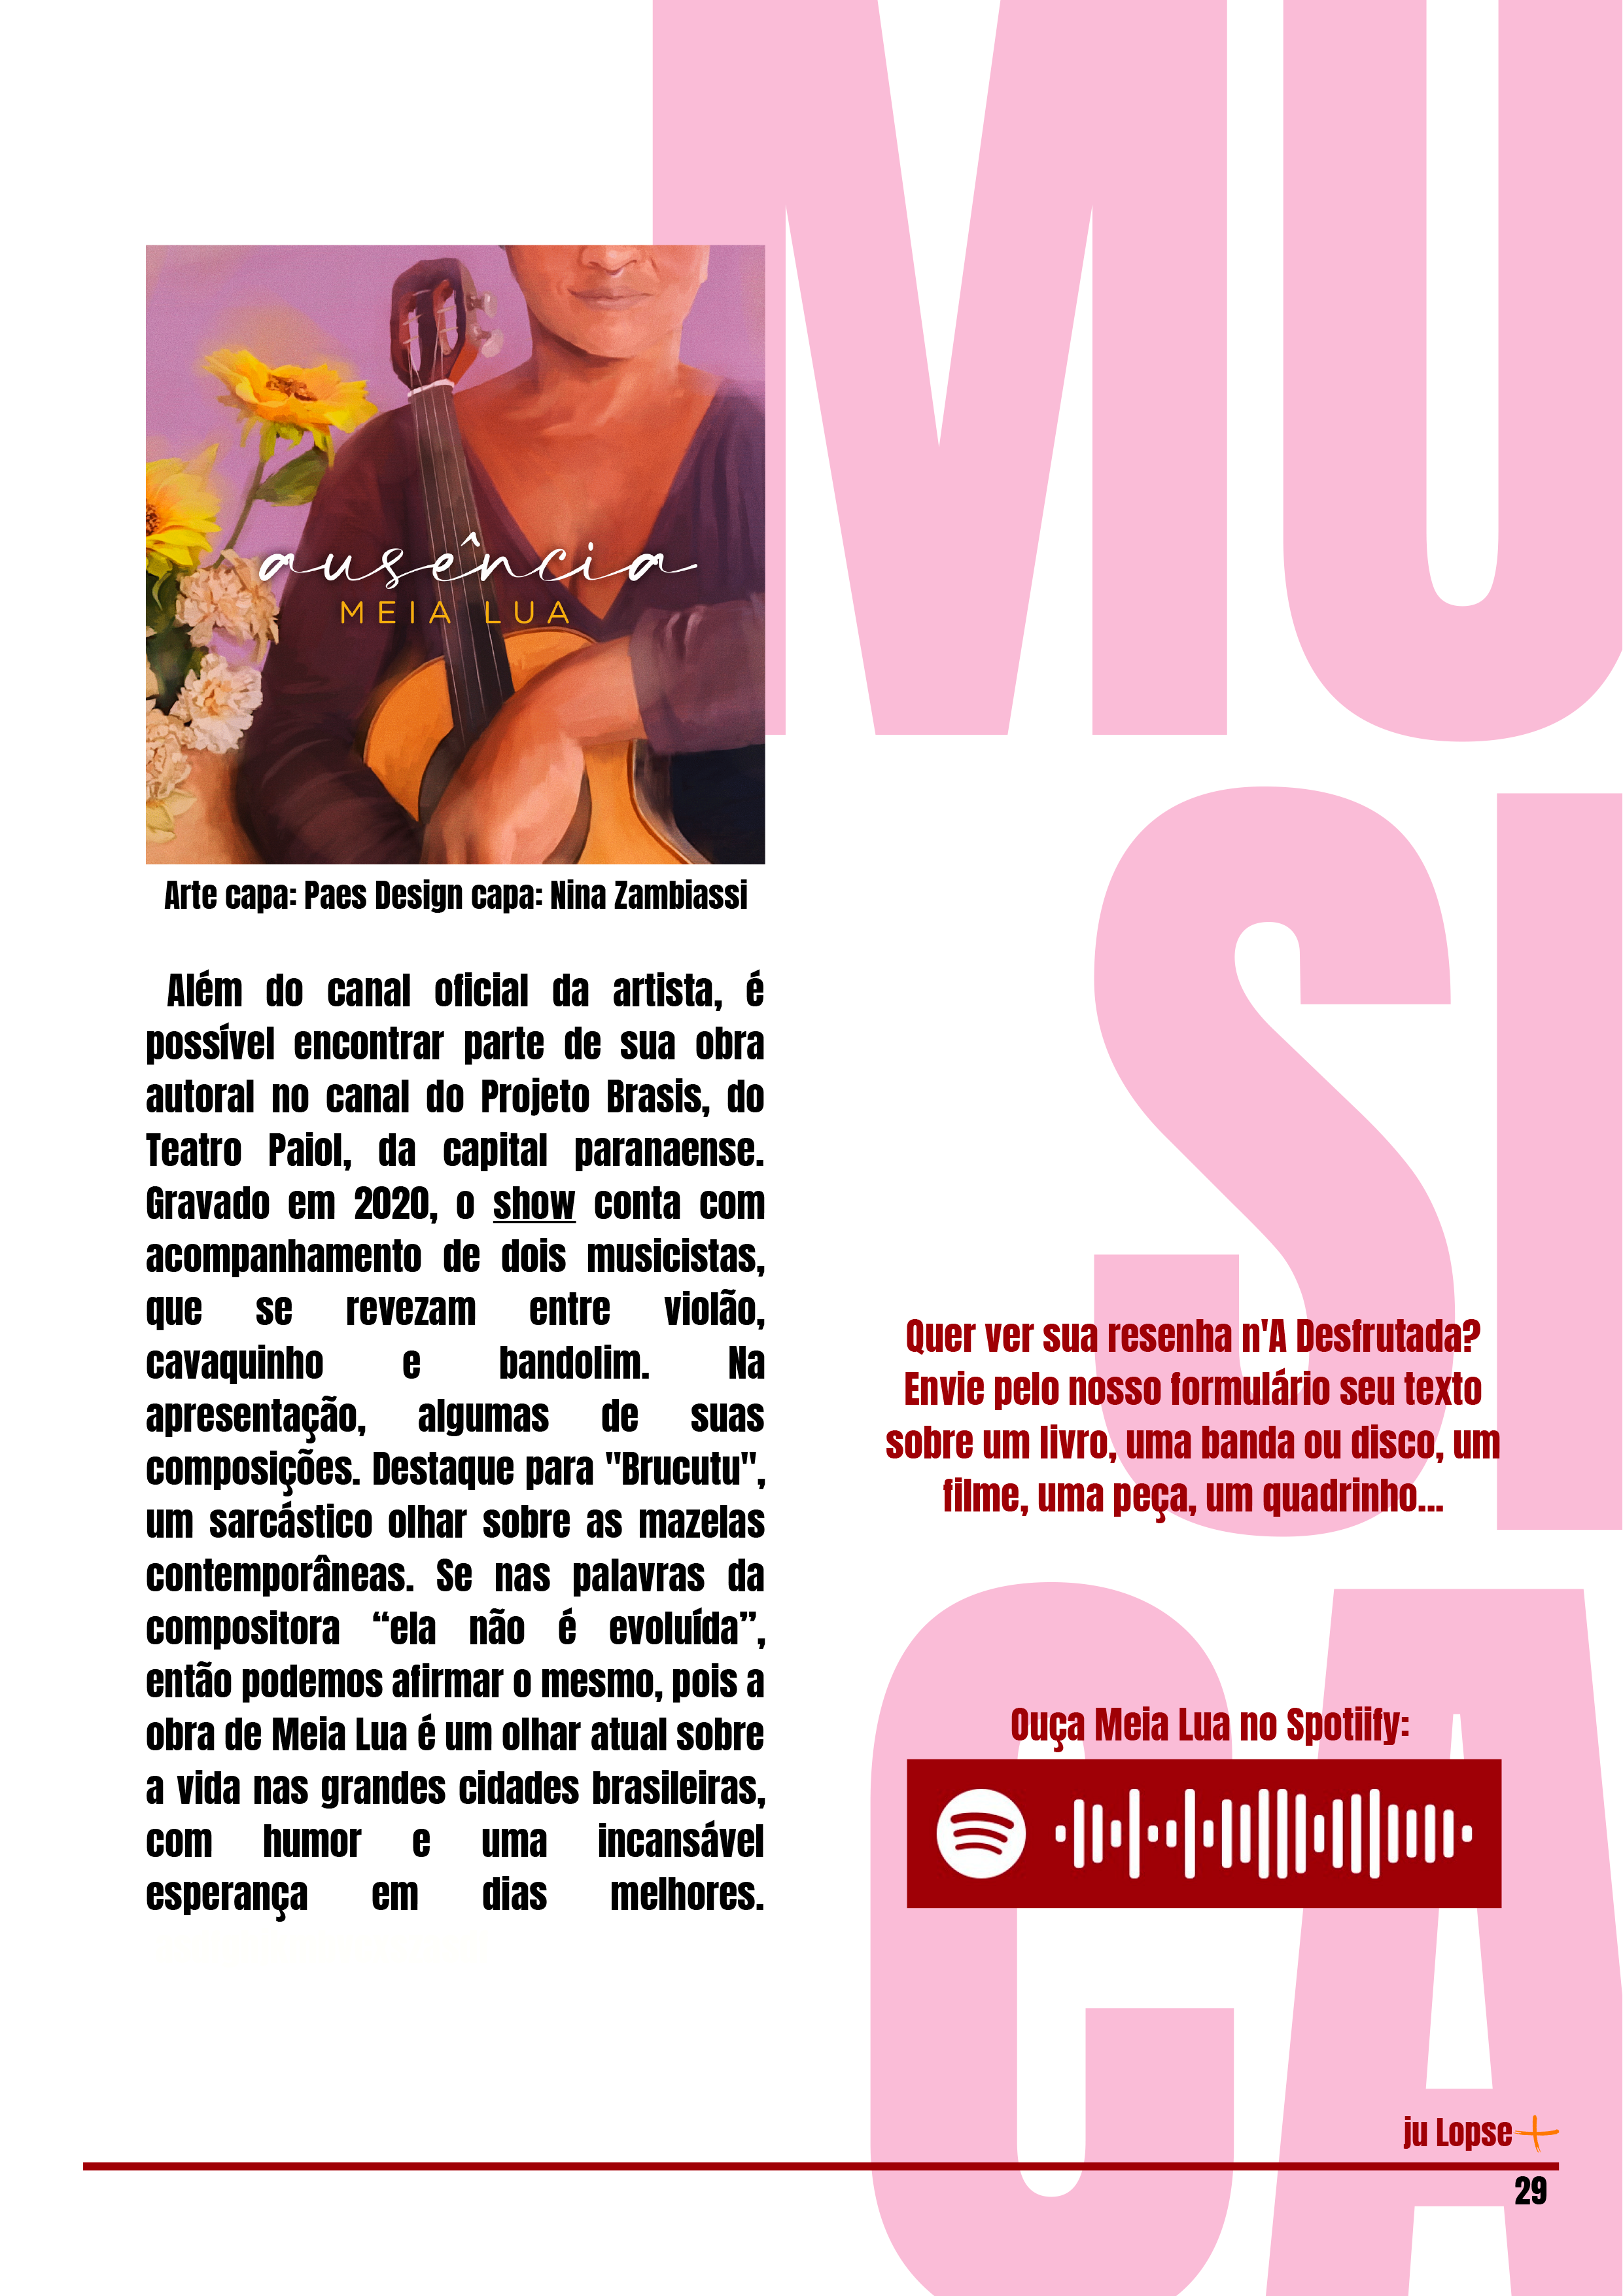 MU
SI
CA
ausência
MEIA LUA
Arte capa: Paes Design capa: Nina Zambiassi
Além do canal oficial da artista, é
possível encontrar parte de sua obra
autoral no canal do Projeto Brasis, do
Teatro Paiol, da capital paranaense.
Gravado em 2020, o show conta com
acompanhamento de dois musicistas,
que se revezam entre violão,
cavaquinho e bandolim. Na
apresentação, algumas de suas
composições. Destaque para "Brucutu",
um sarcástico olhar sobre as mazelas
contemporâneas. Se nas palavras da
compositora “ela não é evoluída”,
então podemos afirmar o mesmo, pois a
obra de Meia Lua é um olhar atual sobre
a vida nas grandes cidades brasileiras,
com humor e uma incansável
esperança em dias melhores.
Quer ver sua resenha n'A Desfrutada?
Envie pelo nosso formulário seu texto
sobre um livro, uma banda ou disco, um
filme, uma peça, um quadrinho...
Ouça Meia Lua no Spotiify:
ju Lopse
29